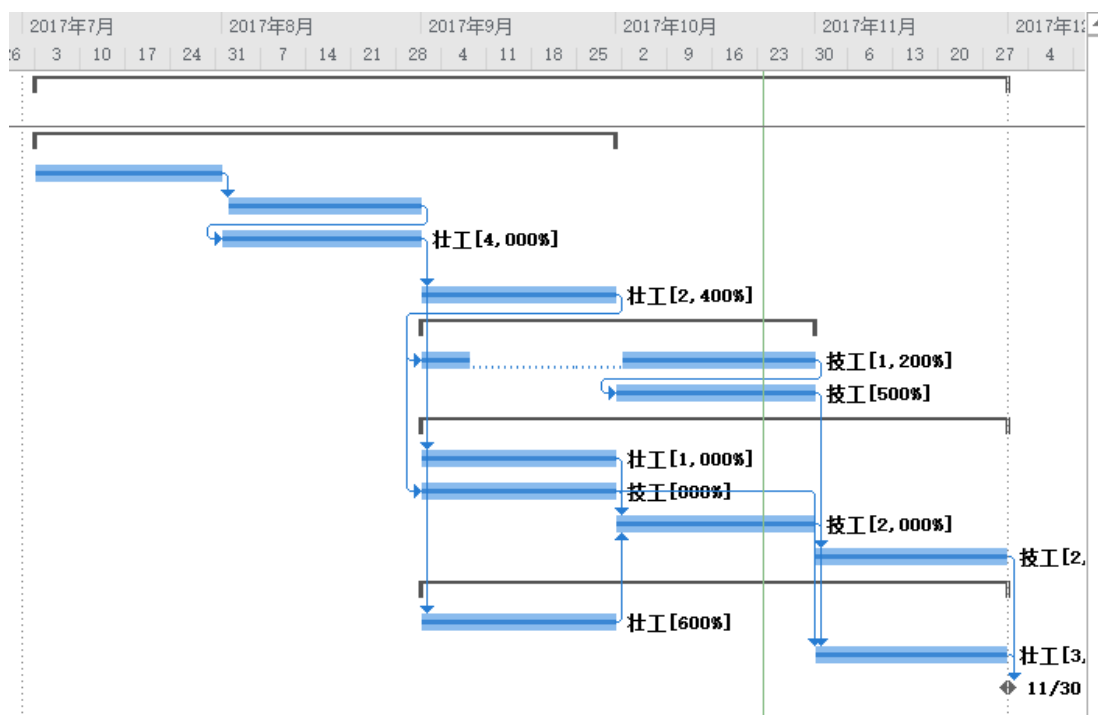 2017年7月 2017年8月 2017年9月 2017年10月 2017年11月 2017年12
26 3 10 17 24 31 7 14 21 28 4 11 18 25 2 9 16 23 30 6 13 20 27 4
壮工[4,000%]
壮工[2,400%]
技工[1,200%]
技工[500%]
壮工[1,000%]
技工[000%]
技工[2,000%]
技工[2,
壮工[600%]
壮工[3,
11/30